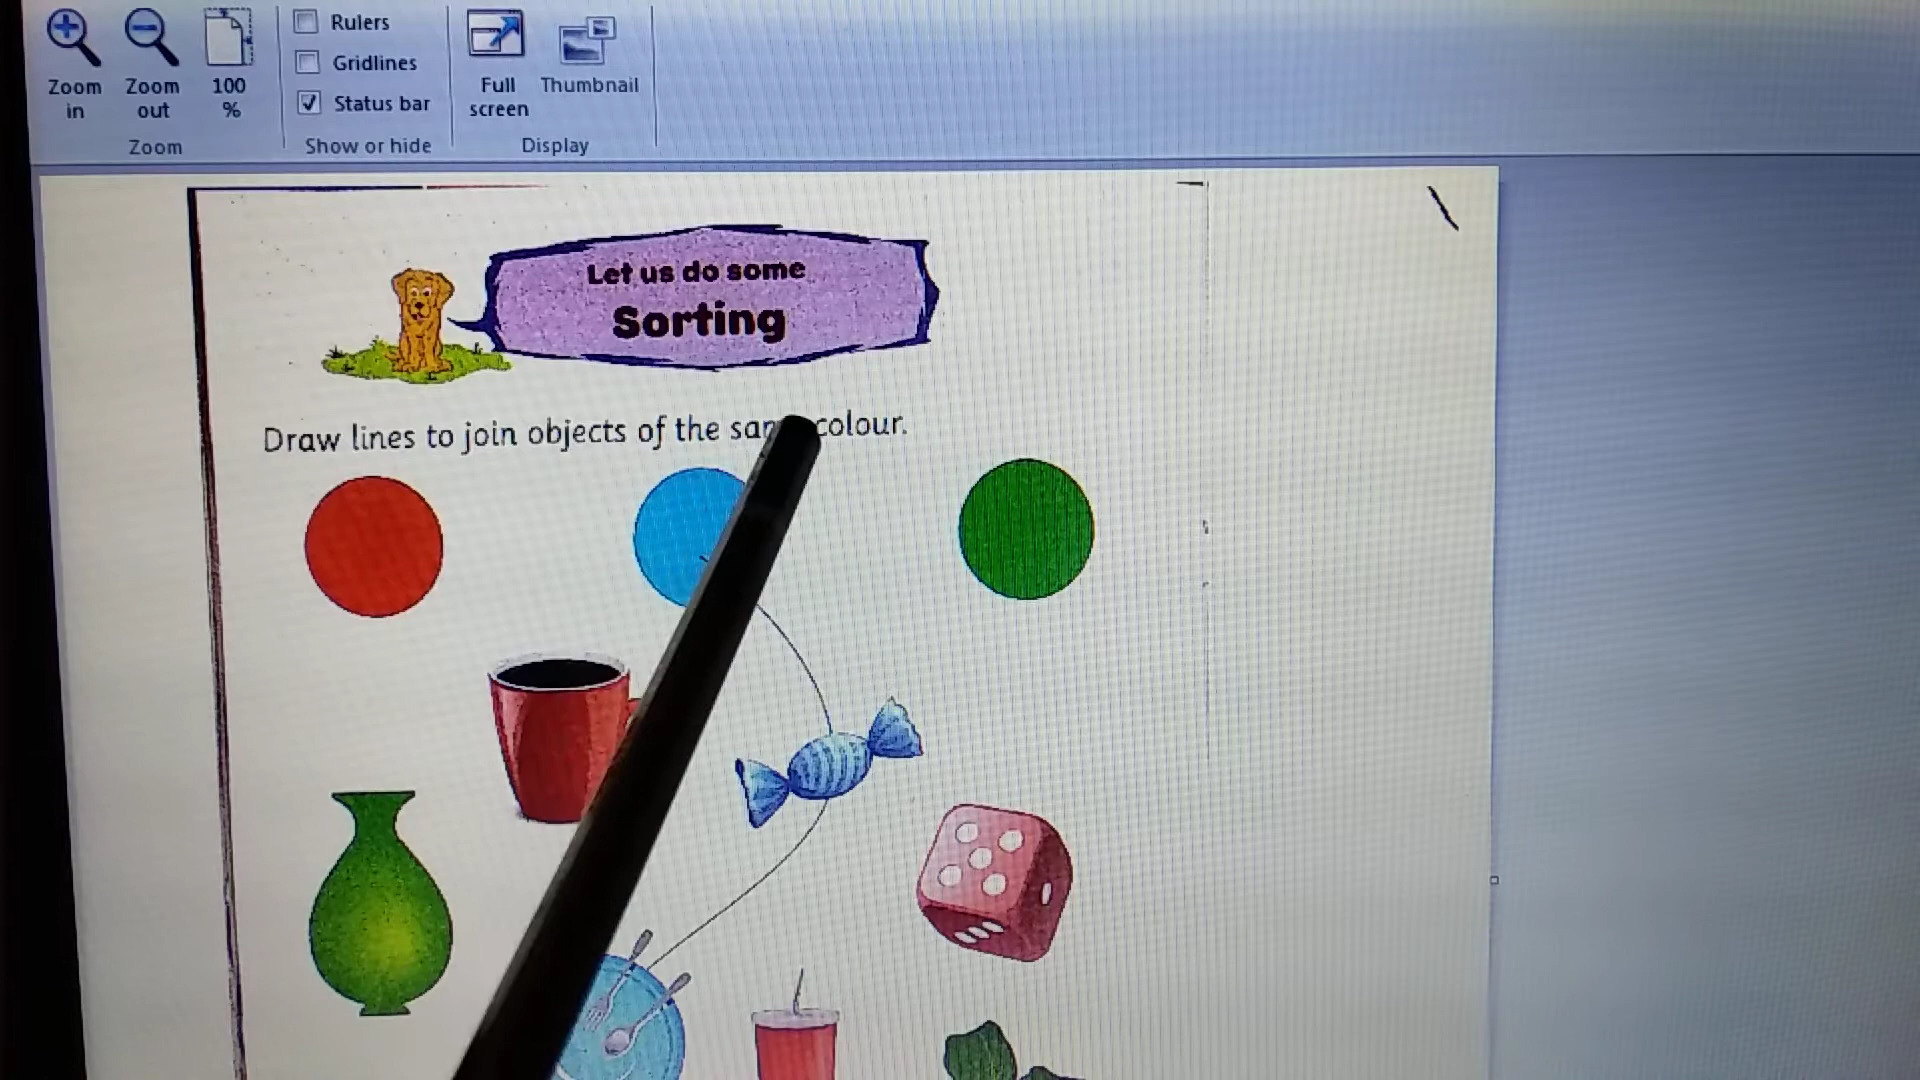 Zoom in
Zoom out
100 %
Zoom
Rulers
Gridlines
Status bar
Show or hide
Full screen
Thumbnail
Display
Let us do some
Sorting
Draw lines to join objects of the colour.